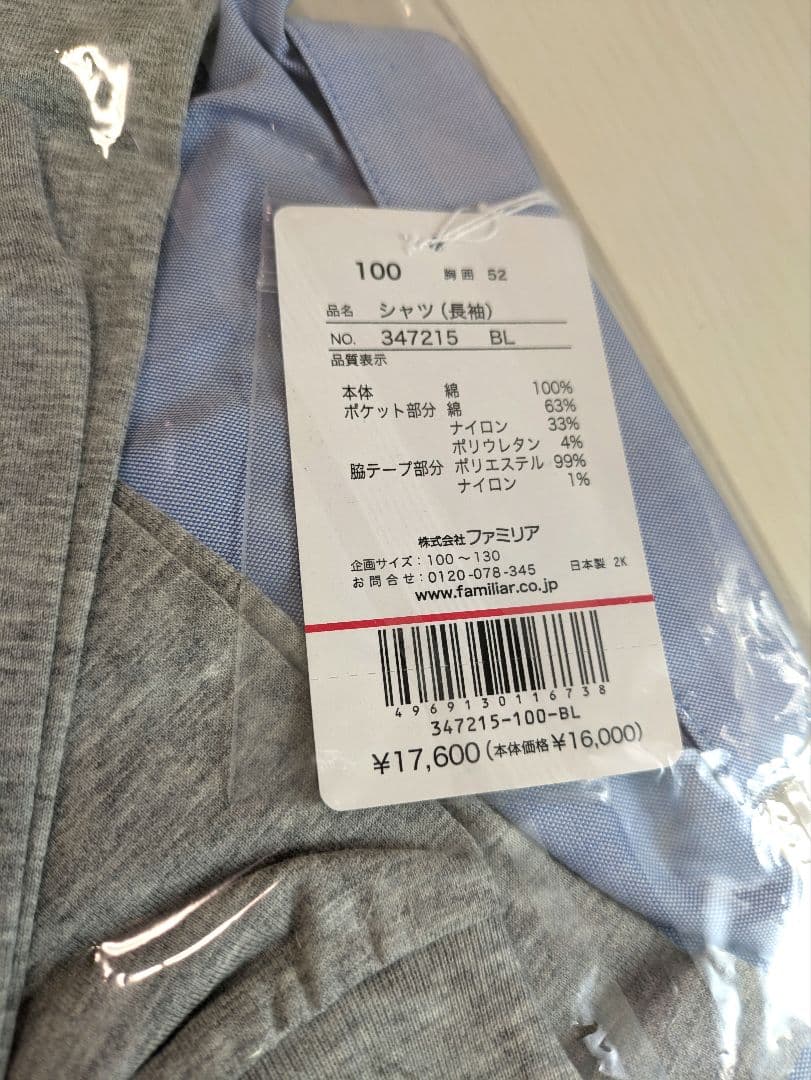 100 胸囲 52
品名 シャツ(長袖)
NO. 347215 BL
品質表示
本体 綿 100%
ポケット部分 綿 63%
ナイロン 33%
ポリウレタン 4%
脇テープ部分 ポリエステル 99%
ナイロン 1%
株式会社ファミリア
企画サイズ:100~130
お問合せ:0120-078-345 日本製 2K
www.familiar.co.jp
4969130116738
347215-100-BL
¥17,600(本体価格¥16,000)